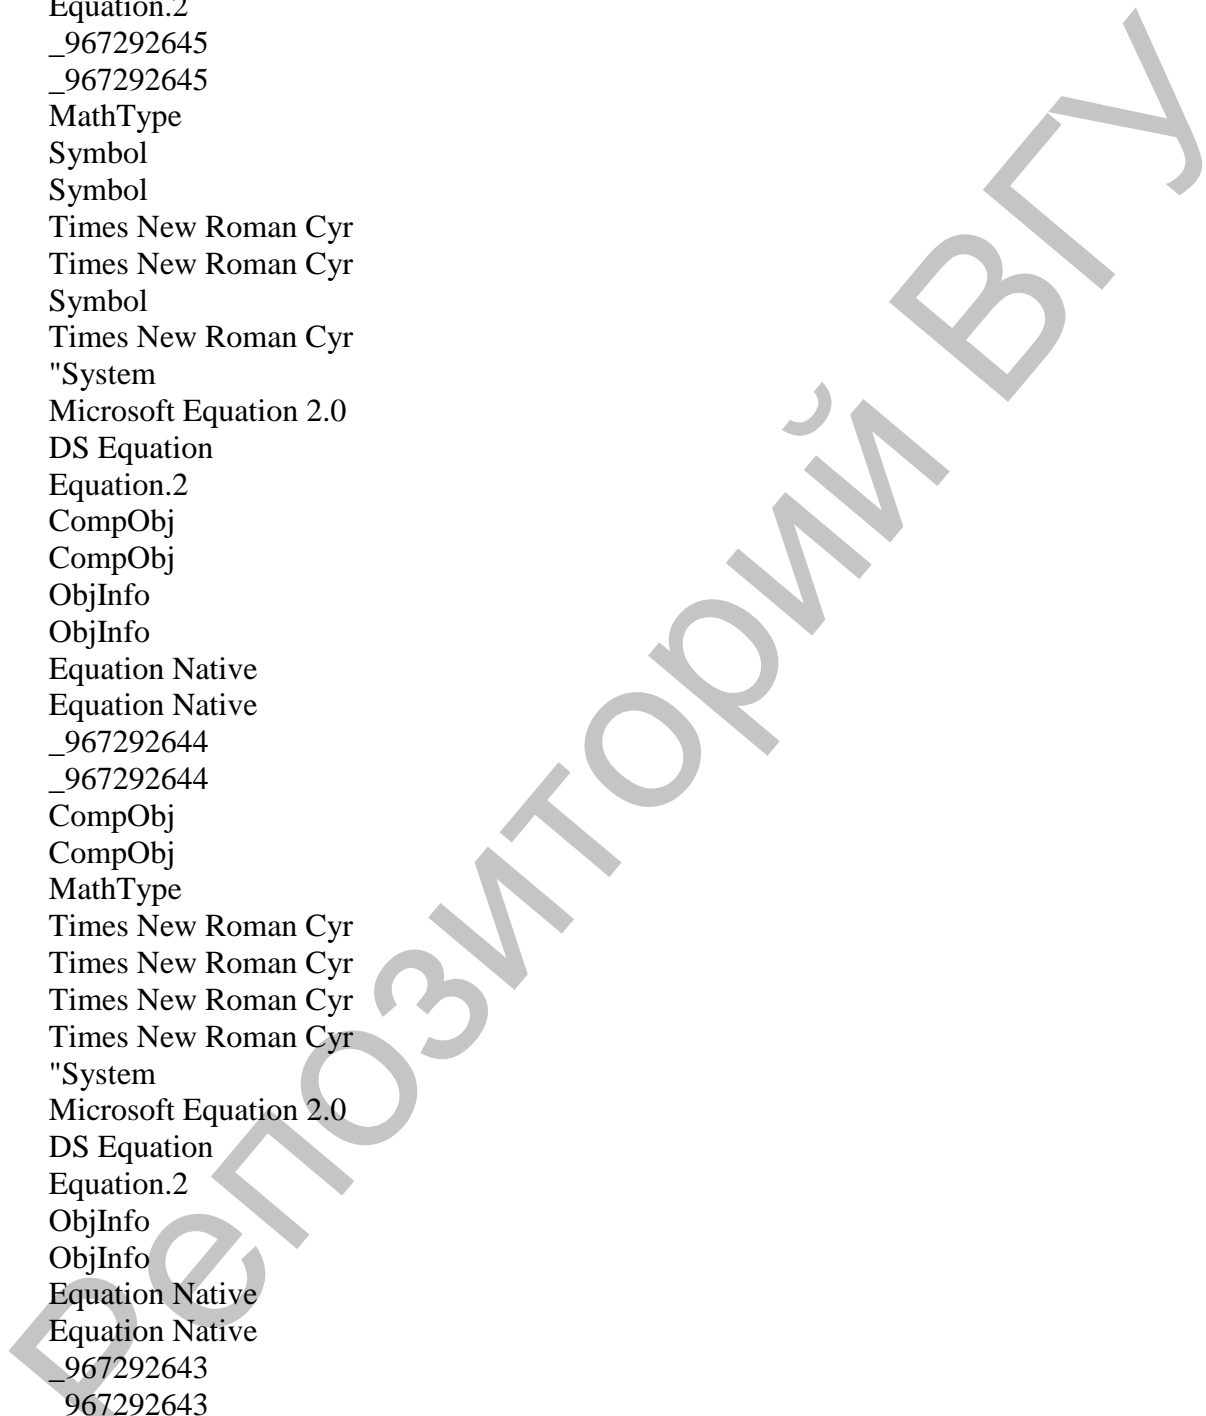 Equation.2
_967292645
_967292645
MathType
Symbol
Symbol
Times New Roman Cyr
Times New Roman Cyr
Symbol
Times New Roman Cyr
"System
Microsoft Equation 2.0
DS Equation
Equation.2
CompObj
CompObj
ObjInfo
ObjInfo
Equation Native
Equation Native
_967292644
_967292644
CompObj
CompObj
MathType
Times New Roman Cyr
Times New Roman Cyr
Times New Roman Cyr
Times New Roman Cyr
"System
Microsoft Equation 2.0
DS Equation
Equation.2
ObjInfo
ObjInfo
Equation Native
Equation Native
_967292643
_967292643
Репозиторий ВГУ